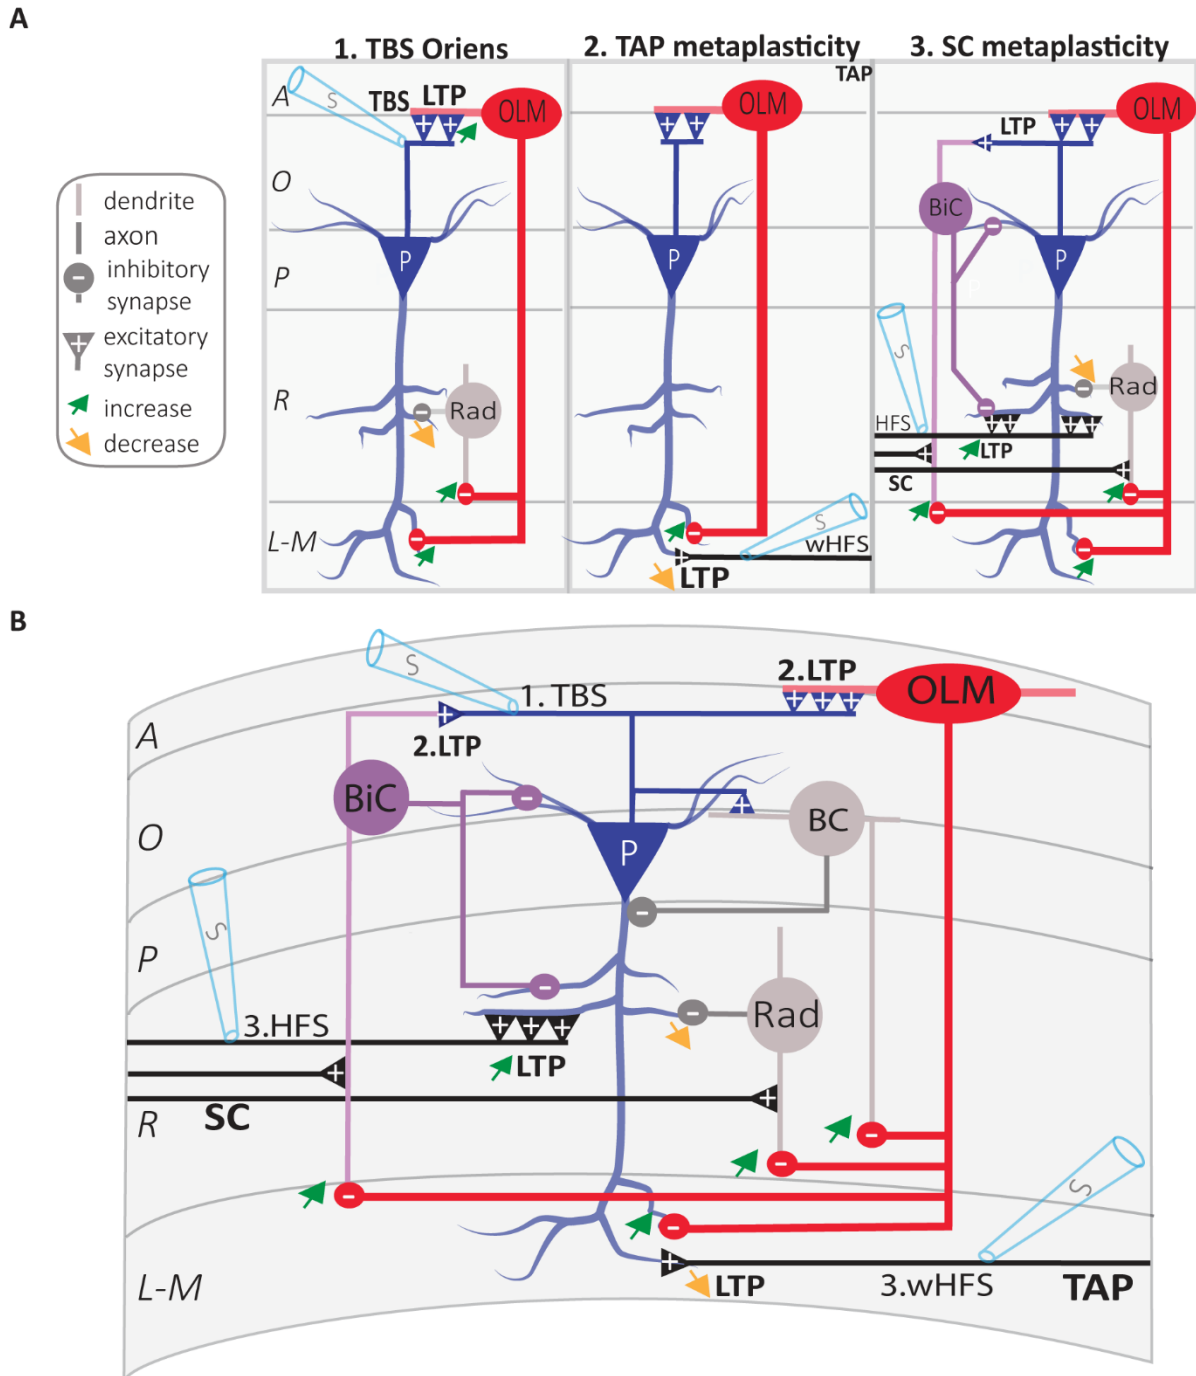 A
1. TBS Oriens
2. TAP metaplasticity
3. SC metaplasticity
A
S
TBS
LTP
+ +
OLM
O
P
P
R
Rad
-
-
L-M
-
TAP
+ +
OLM
P
-
S
wHFS
+
LTP
LTP
+
+ +
OLM
BiC
-
P
S
-
Rad
-
HFS
+ +
+ +
LTP
+
SC
+
-
-
-
dendrite
axon
- inhibitory
synapse
+ excitatory
synapse
increase
decrease
B
S
1. TBS
2.LTP
OLM
+
+ + +
A
2.LTP
BiC
-
+
BC
O
P
-
S
P
-
-
Rad
3.HFS
+ + +
LTP
+
+
SC
R
-
-
-
-
S
+
LTP
3.wHFS
TAP
L-M